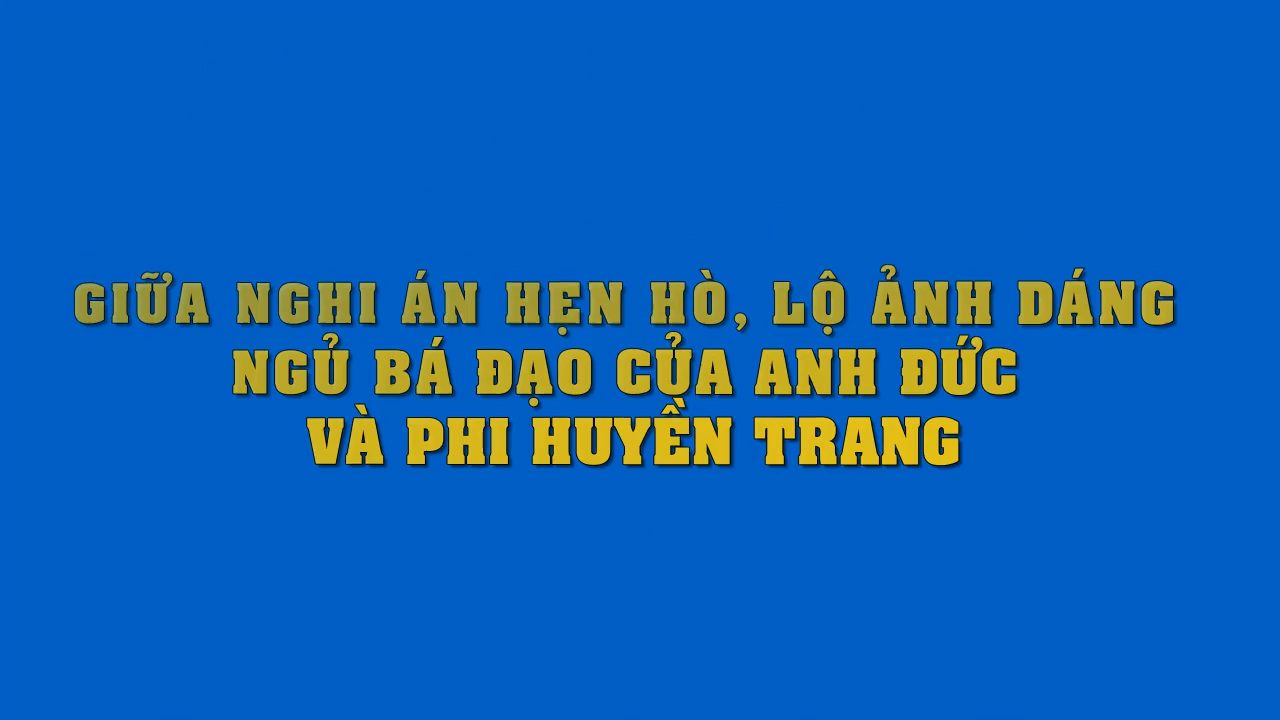 GIỮA NGHI ÁN HẸN HÒ, LỘ ẢNH DÁNG
NGỦ BÁ ĐẠO CỦA ANH ĐỨC
VÀ PHI HUYỀN TRANG